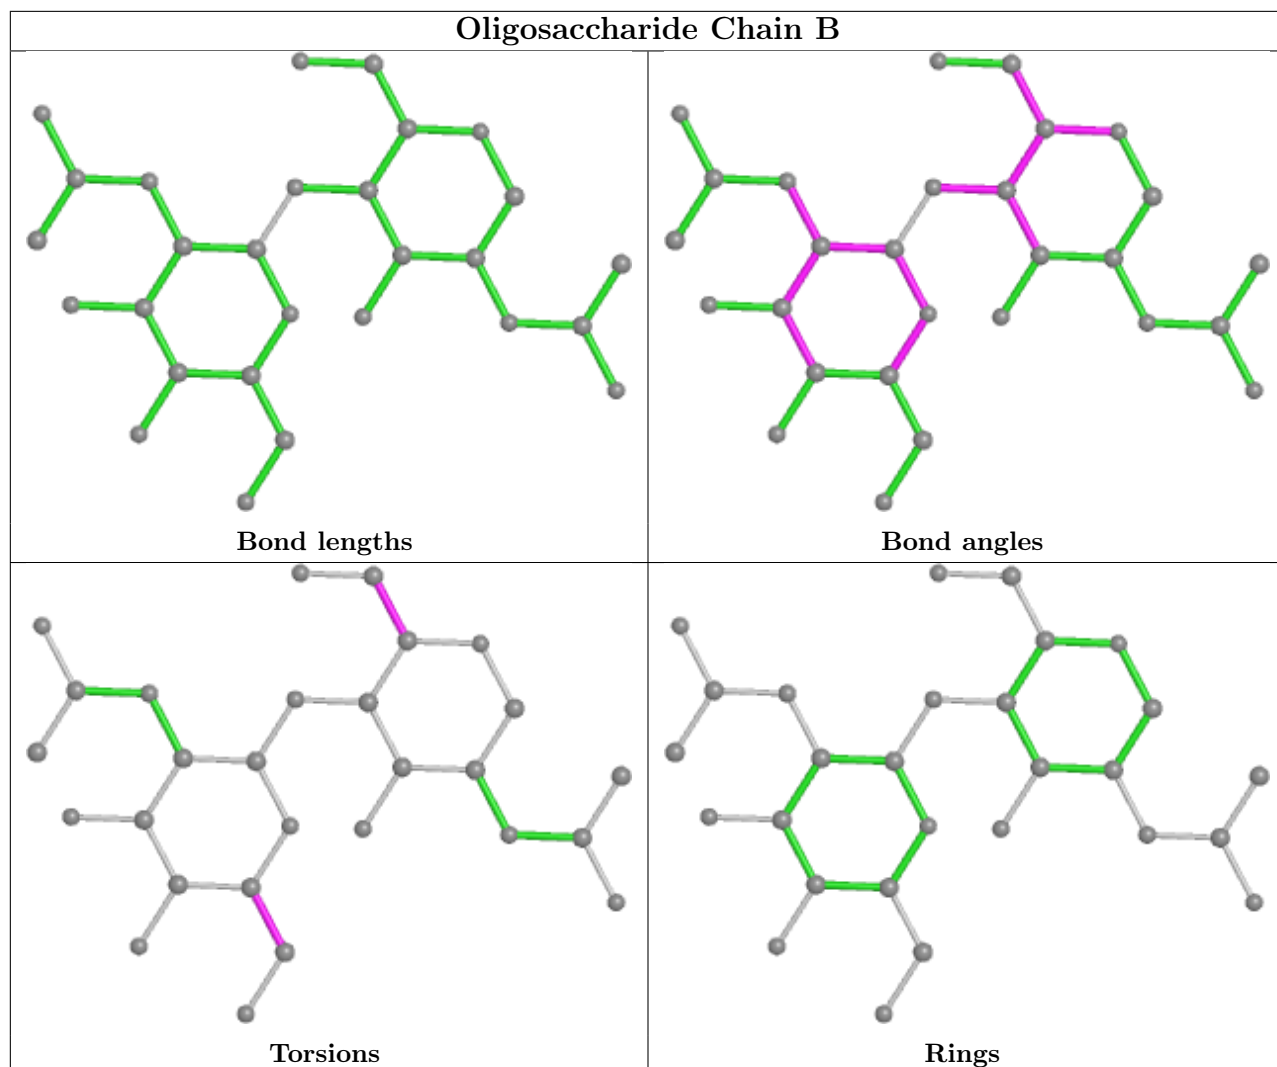 Oligosaccharide Chain B
Bond lengths
Bond angles
Torsions
Rings